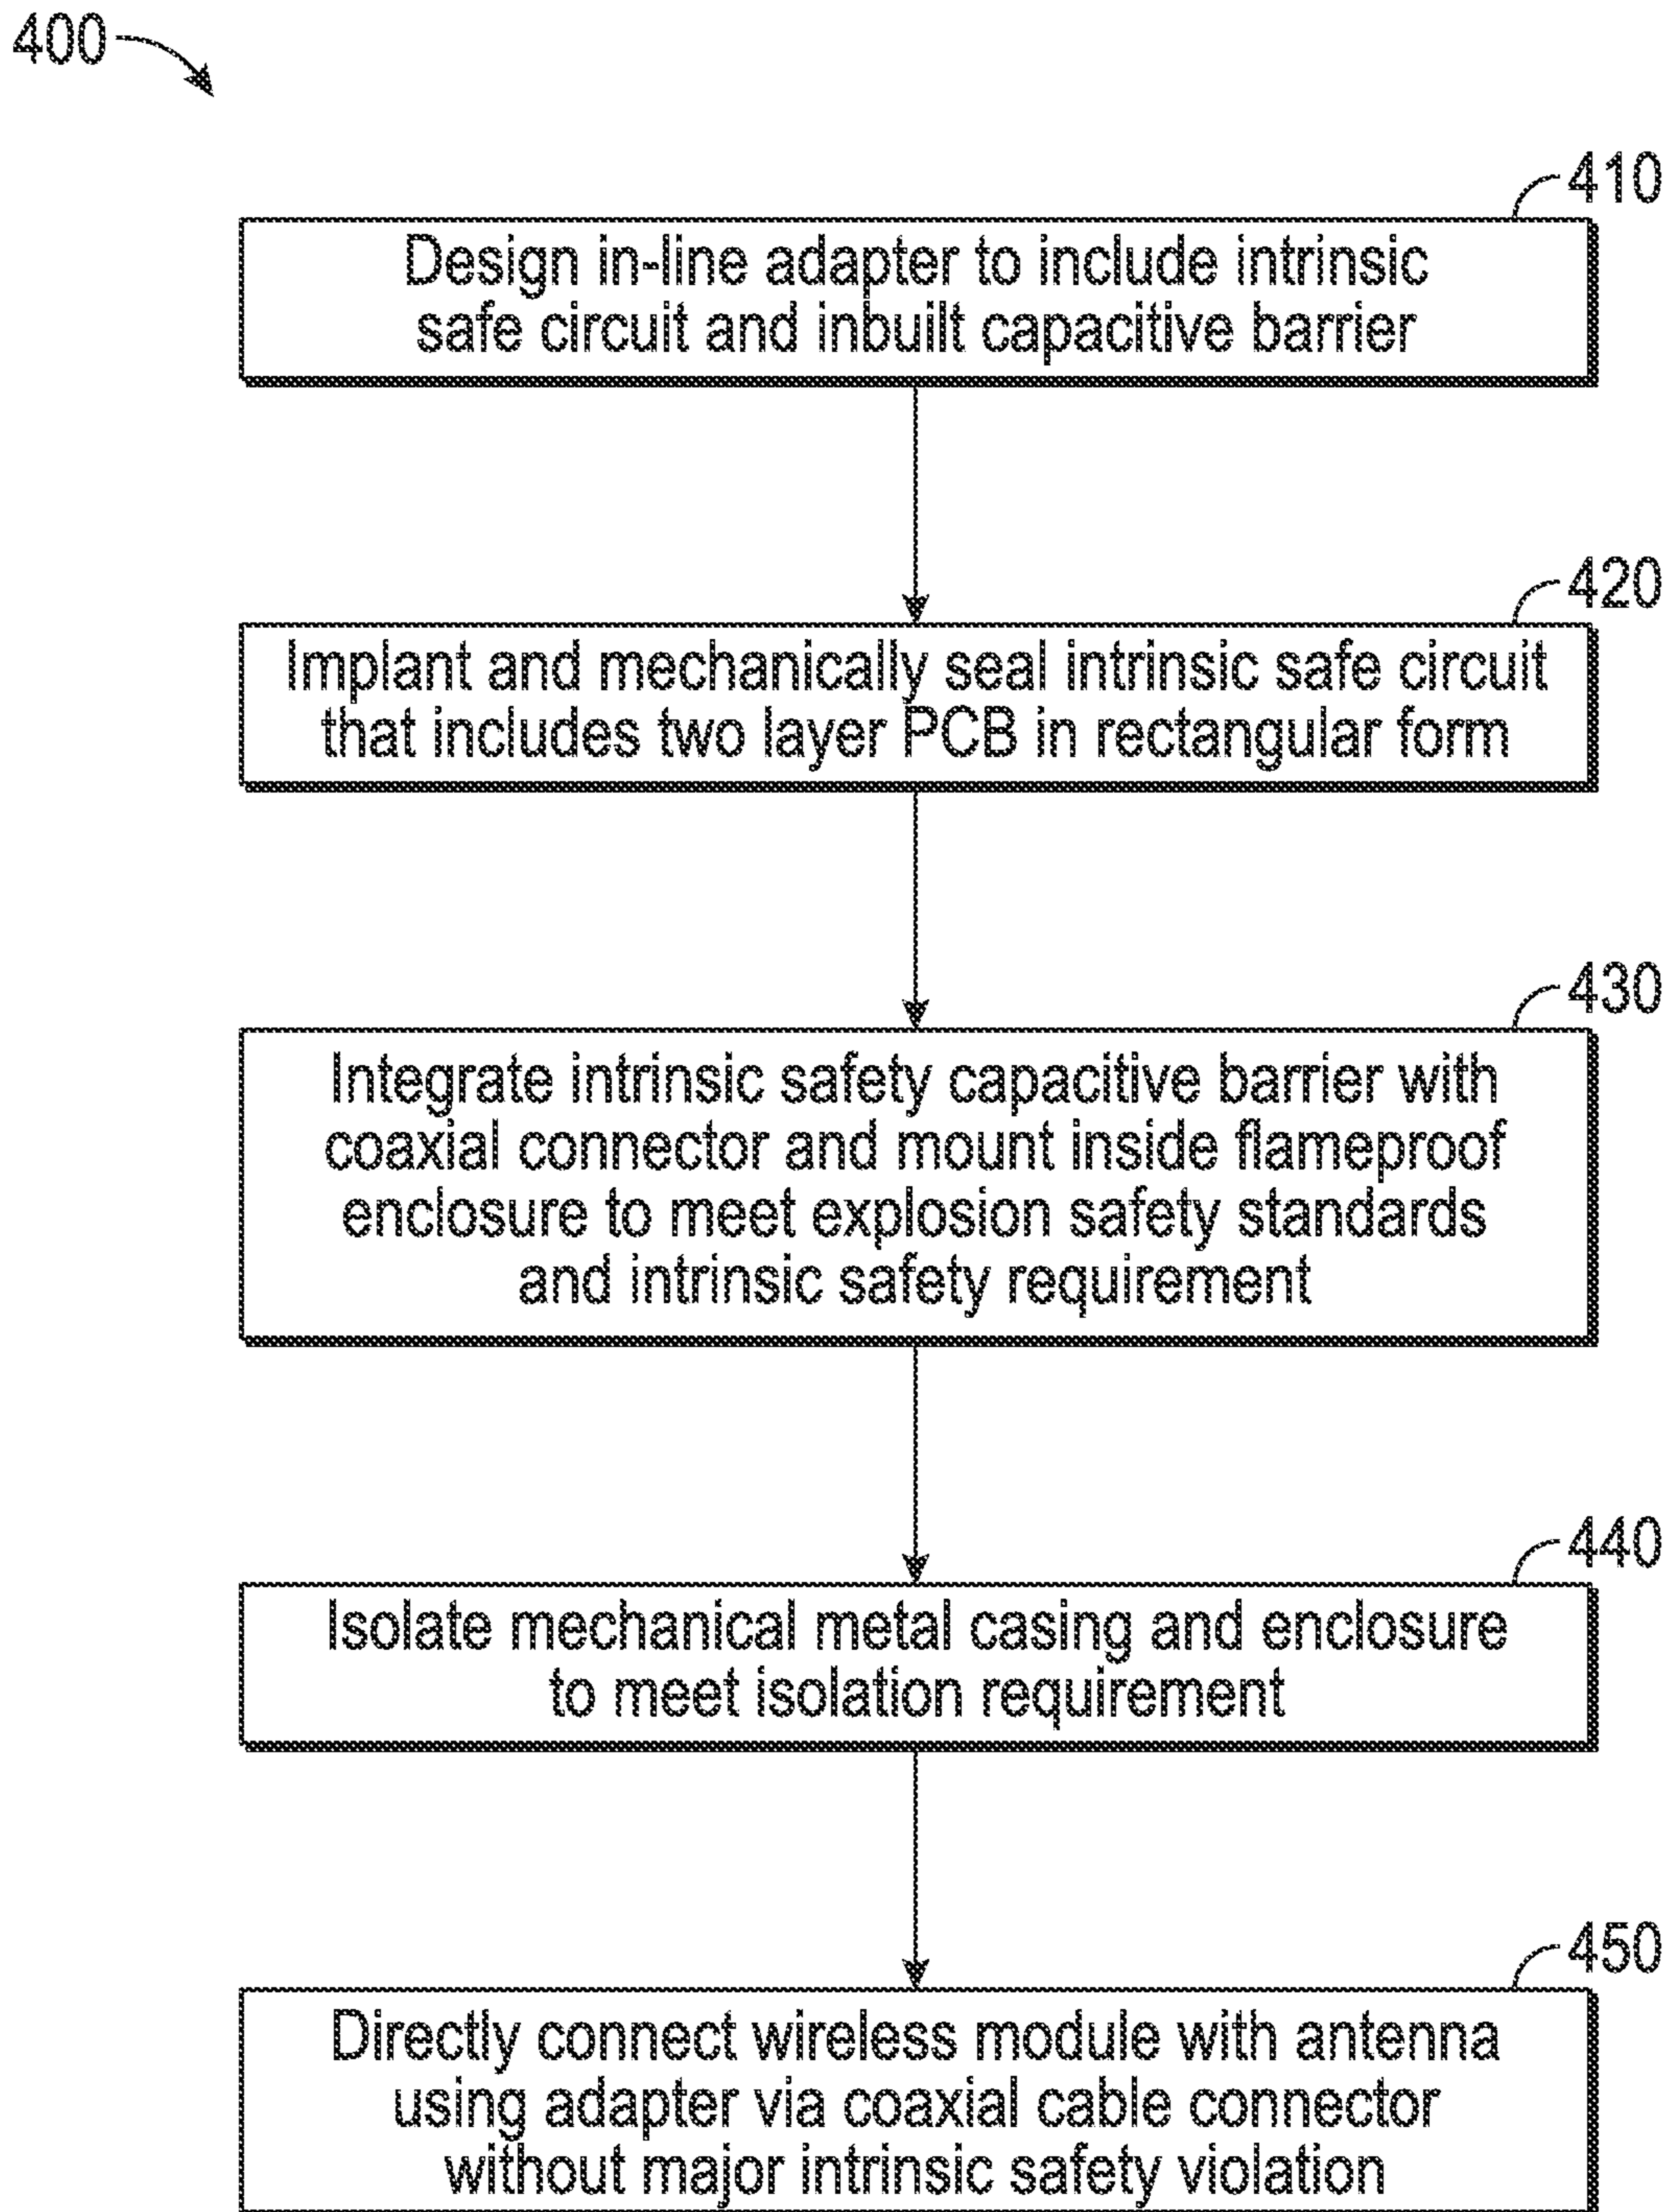 400
410
Design in-line adapter to include intrinsic
safe circuit and inbuilt capacitive barrier
420
Implant and mechanically seal intrinsic safe circuit
that includes two layer PCB in rectangular form
430
Integrate intrinsic safety capacitive barrier with
coaxial connector and mount inside flameproof
enclosure to meet explosion safety standards
and intrinsic safety requirement
440
Isolate mechanical metal casing and enclosure
to meet isolation requirement
450
Directly connect wireless module with antenna
using adapter via coaxial cable connector
without major intrinsic safety violation